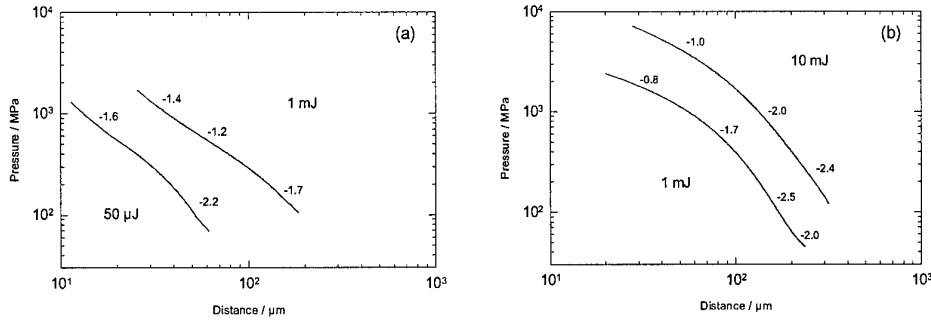 (a)
10⁴
10³
10²
Pressure / MPa
-1.6
-1.4
-1.2
-1.7
-2.2
1 mJ
50 µJ
10¹
10²
10³
Distance / µm
(b)
10⁴
10³
10²
Pressure / MPa
-1.0
-0.8
-2.0
-1.7
-2.4
-2.5
-2.0
10 mJ
1 mJ
10¹
10²
10³
Distance / µm